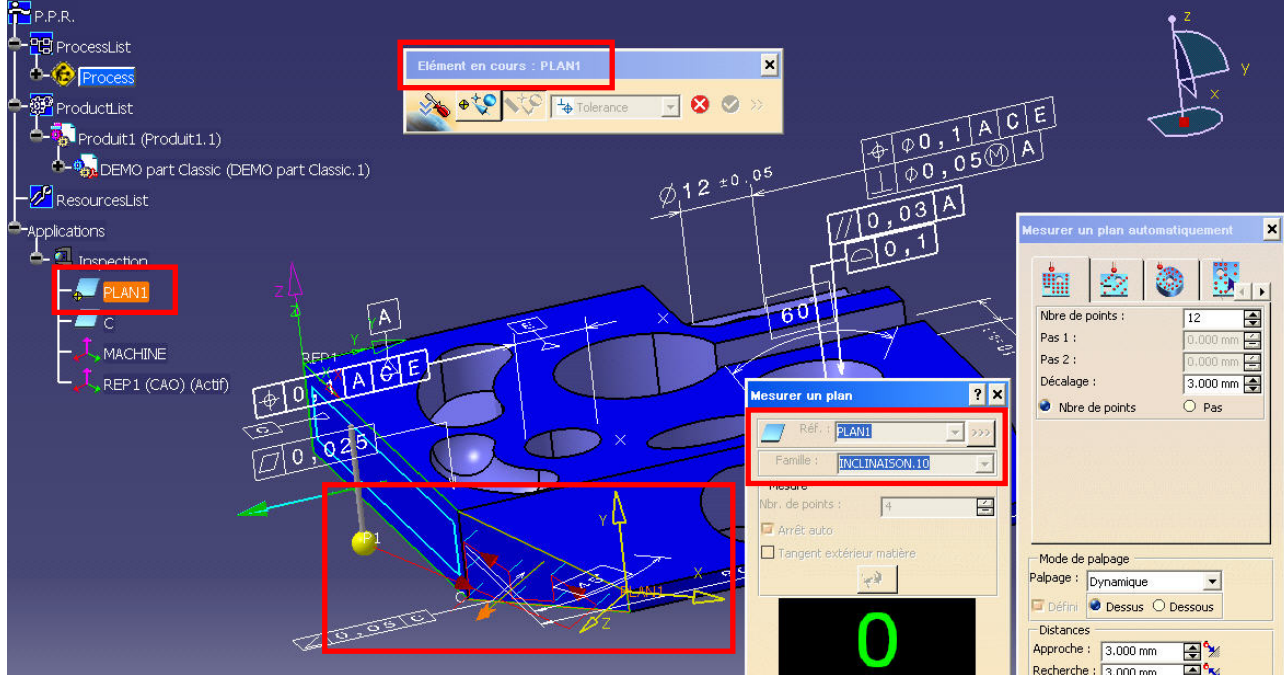 P.P.R.
ProcessList
Process
ProductList
Produit1 (Produit1.1)
DEMO part Classic (DEMO part Classic.1)
ResourcesList
Applications
Inspection
PLAN1
C
MACHINE
REP1 (CAO) (Actif)
Elément en cours : PLAN1
Tolerance
Z
Y
X
⌖ ⌀0,1 A C E
⊥ ⌀0,05 Ⓜ A
Ø12 ±0,05
// 0,03 A
⌓ 0,1
60
Z
Y
A
E
REP1
⌖ 0,1 A C E
C
⏥ 0,025
P1
C
∠ 0,05 C
Y
X
PLAN1
Z
Mesurer un plan
Réf. : PLAN1
>>>
Famille : INCLINAISON.10
Mesure
Nbr. de points : 4
Arrêt auto
Tangent extérieur matière
0
Mesurer un plan automatiquement
Nbre de points : 12
Pas 1 : 0.000 mm
Pas 2 : 0.000 mm
Décalage : 3.000 mm
Nbre de points Pas
Mode de palpage
Palpage : Dynamique
Défini Dessus Dessous
Distances
Approche : 3.000 mm
Recherche : 3.000 mm